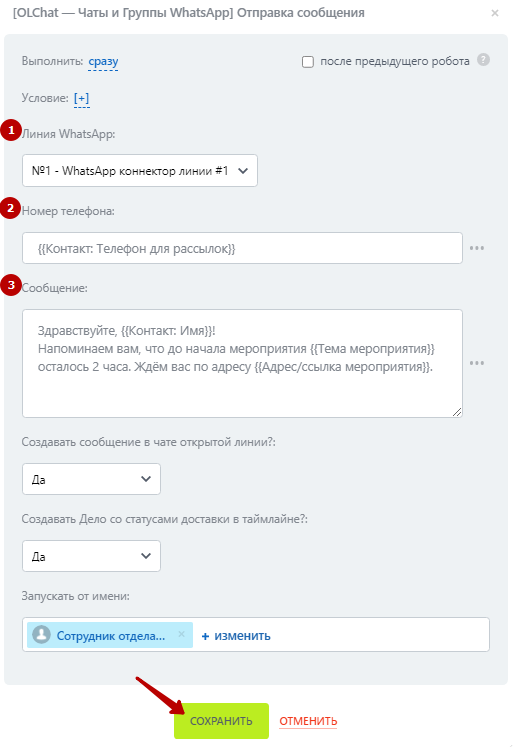 [OLChat — Чаты и Группы WhatsApp] Отправка сообщения ×
Выполнить: сразу после предыдущего робота ?
Условие: [+]
1 Линия WhatsApp:
№1 - WhatsApp коннектор линии #1
2 Номер телефона:
{{Контакт: Телефон для рассылок}} ...
3 Сообщение:
Здравствуйте, {{Контакт: Имя}}!
Напоминаем вам, что до начала мероприятия {{Тема мероприятия}}
осталось 2 часа. Ждём вас по адресу {{Адрес/ссылка мероприятия}}. ...
Создавать сообщение в чате открытой линии?:
Да
Создавать Дело со статусами доставки в таймлайне?:
Да
Запускать от имени:
Сотрудник отдела... × + изменить
СОХРАНИТЬ ОТМЕНИТЬ